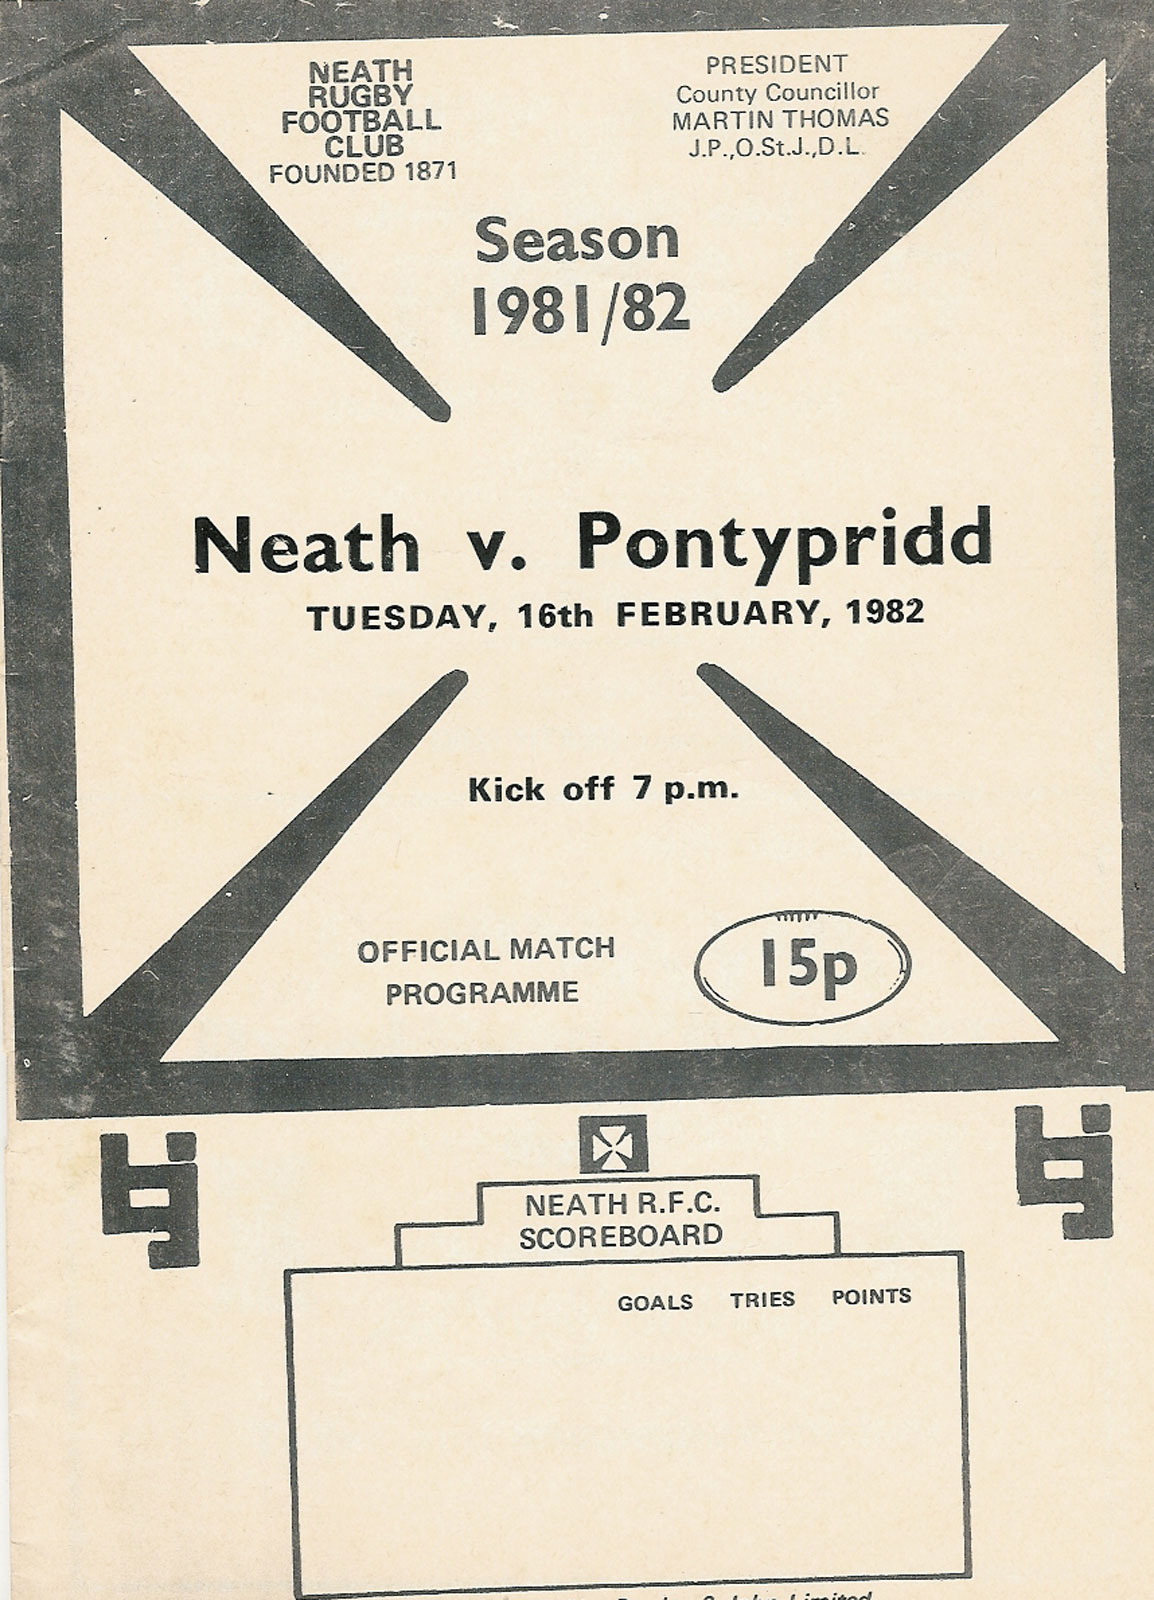 NEATH
RUGBY
FOOTBALL
CLUB
FOUNDED 1871
PRESIDENT
County Councillor
MARTIN THOMAS
J.P.,O.St.J.,D.L.
Season
1981/82
Neath v. Pontypridd
TUESDAY, 16th FEBRUARY, 1982
Kick off 7 p.m.
OFFICIAL MATCH
PROGRAMME
15p
NEATH R.F.C.
SCOREBOARD
GOALS TRIES POINTS
Limited